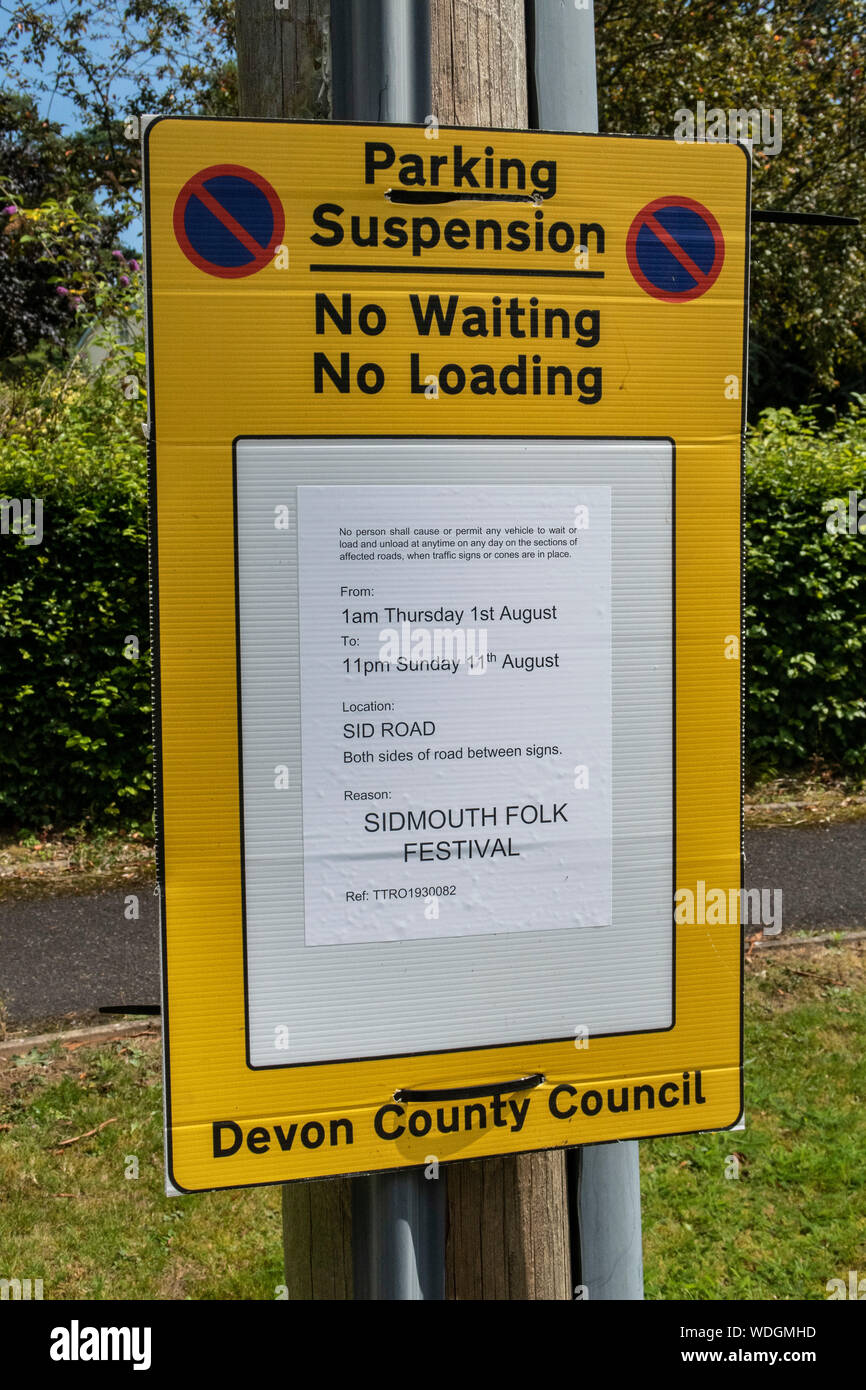 Parking
Suspension
No Waiting
No Loading
No person shall cause or permit any vehicle to wait or
load and unload at anytime on any day on the sections of
affected roads, when traffic signs or cones are in place.
From:
1am Thursday 1st August
To:
11pm Sunday 11th August
Location:
SID ROAD
Both sides of road between signs.
Reason:
SIDMOUTH FOLK
FESTIVAL
Ref: TTRO1930082
Devon County Council
alamy
Image ID: WDGMHD
www.alamy.com